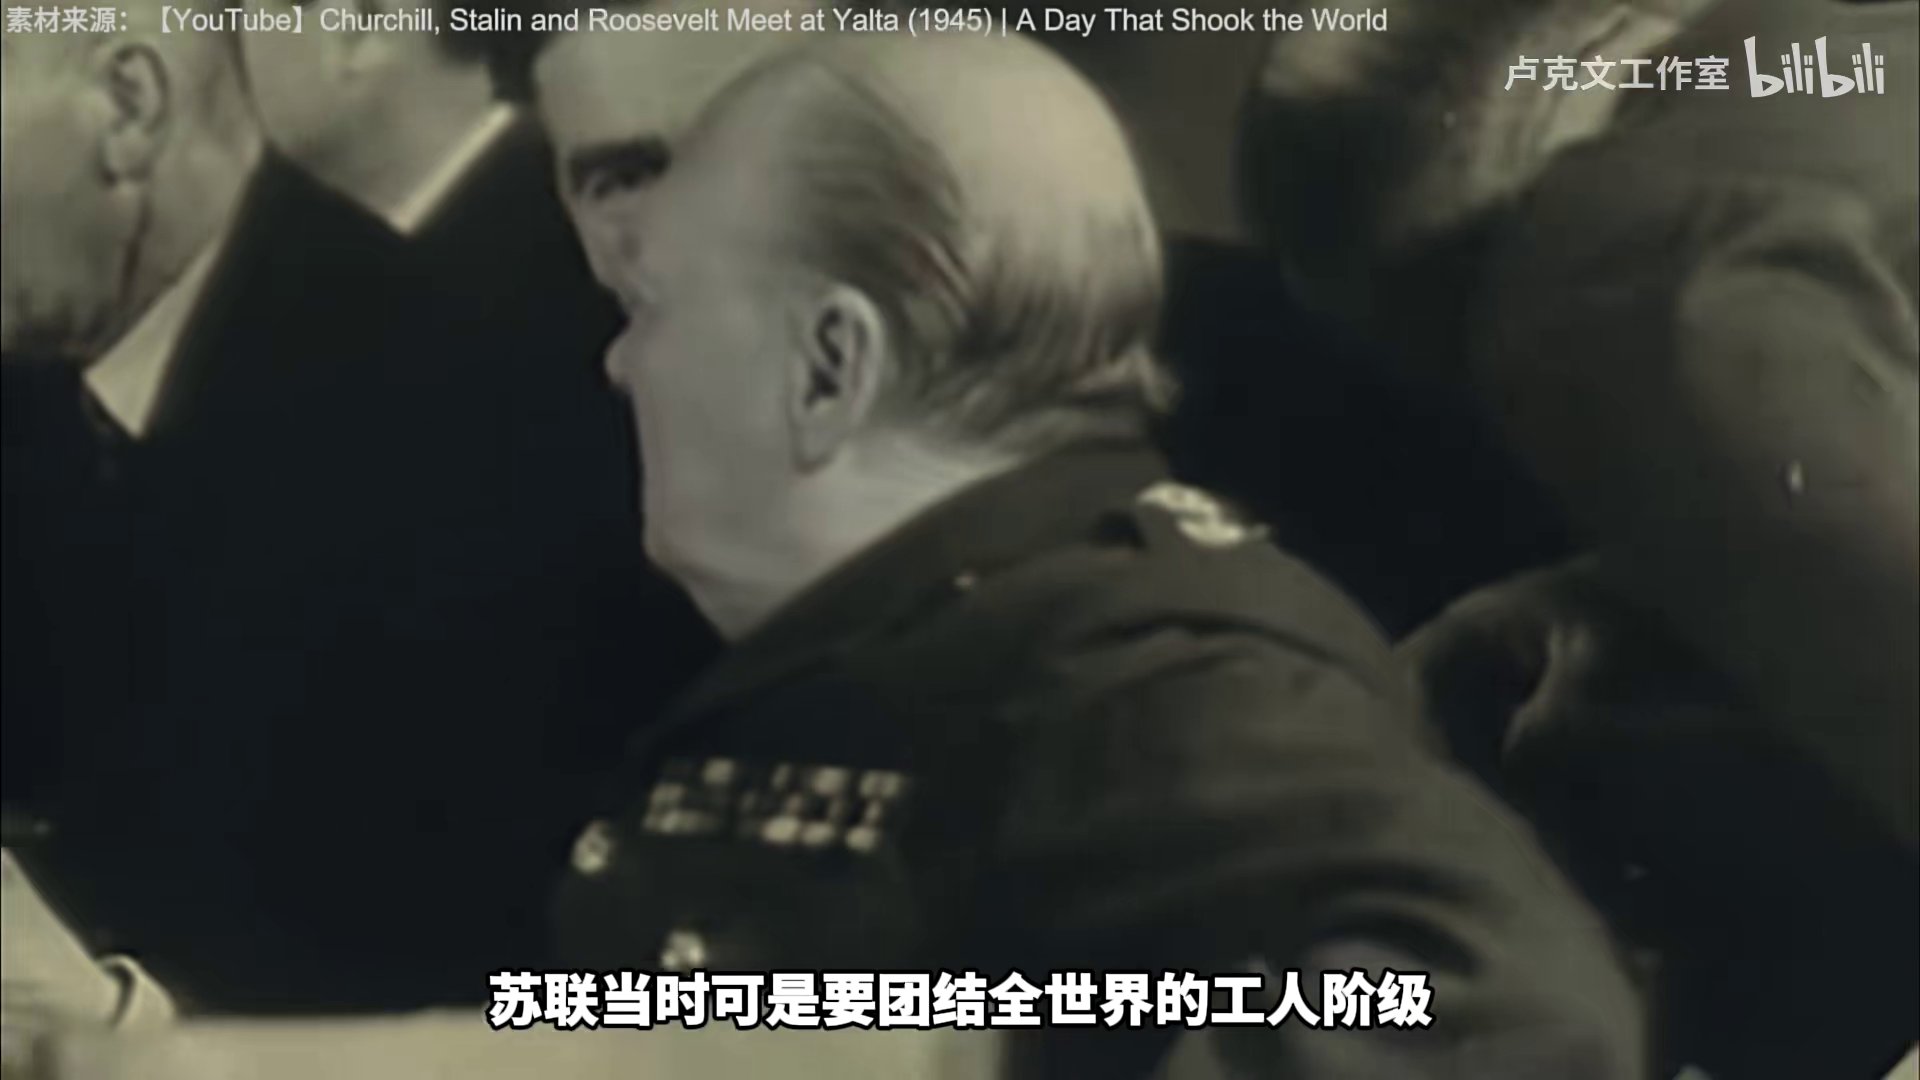 素材来源：【YouTube】Churchill, Stalin and Roosevelt Meet at Yalta (1945) | A Day That Shook the World
卢克文工作室 bilibili
苏联当时可是要团结全世界的工人阶级